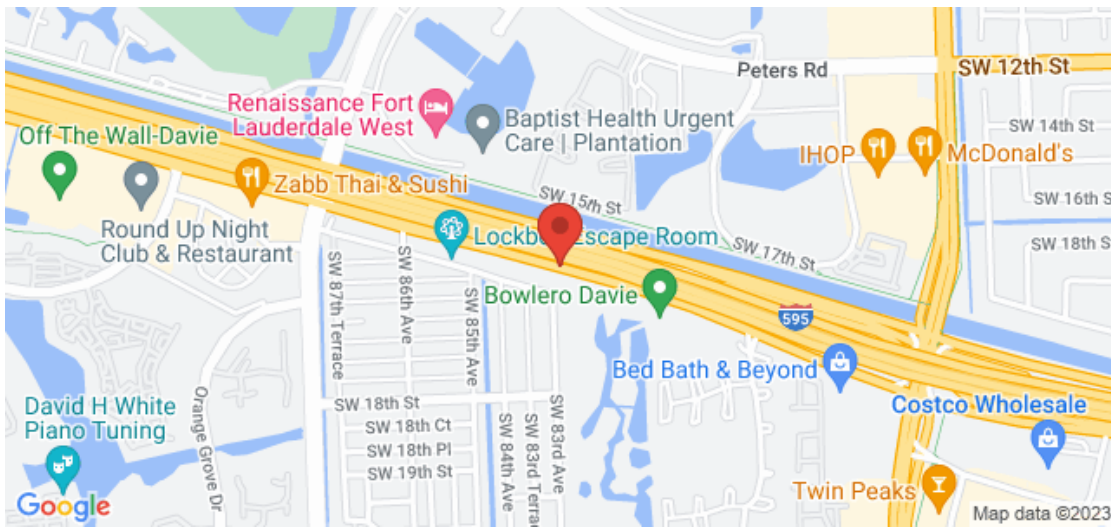 Peters Rd
SW 12th St
Renaissance Fort
Lauderdale West
Baptist Health Urgent
Care | Plantation
SW 14th St
Off The Wall-Davie
IHOP
McDonald's
Zabb Thai & Sushi
SW 15th St
SW 16th S
Round Up Night
Club & Restaurant
Lockb
Escape Room
SW 17th St
SW 18th S
SW 87th Terrace
SW 86th Ave
SW 85th Ave
Bowlero Davie
595
Bed Bath & Beyond
Orange Grove Dr
SW 18th St
Costco Wholesale
David H White
Piano Tuning
SW 18th Ct
SW 18th Pl
SW 19th St
SW 84th Ave
SW 83rd Terrac
SW 83rd Ave
Twin Peaks
Google
Map data ©2023